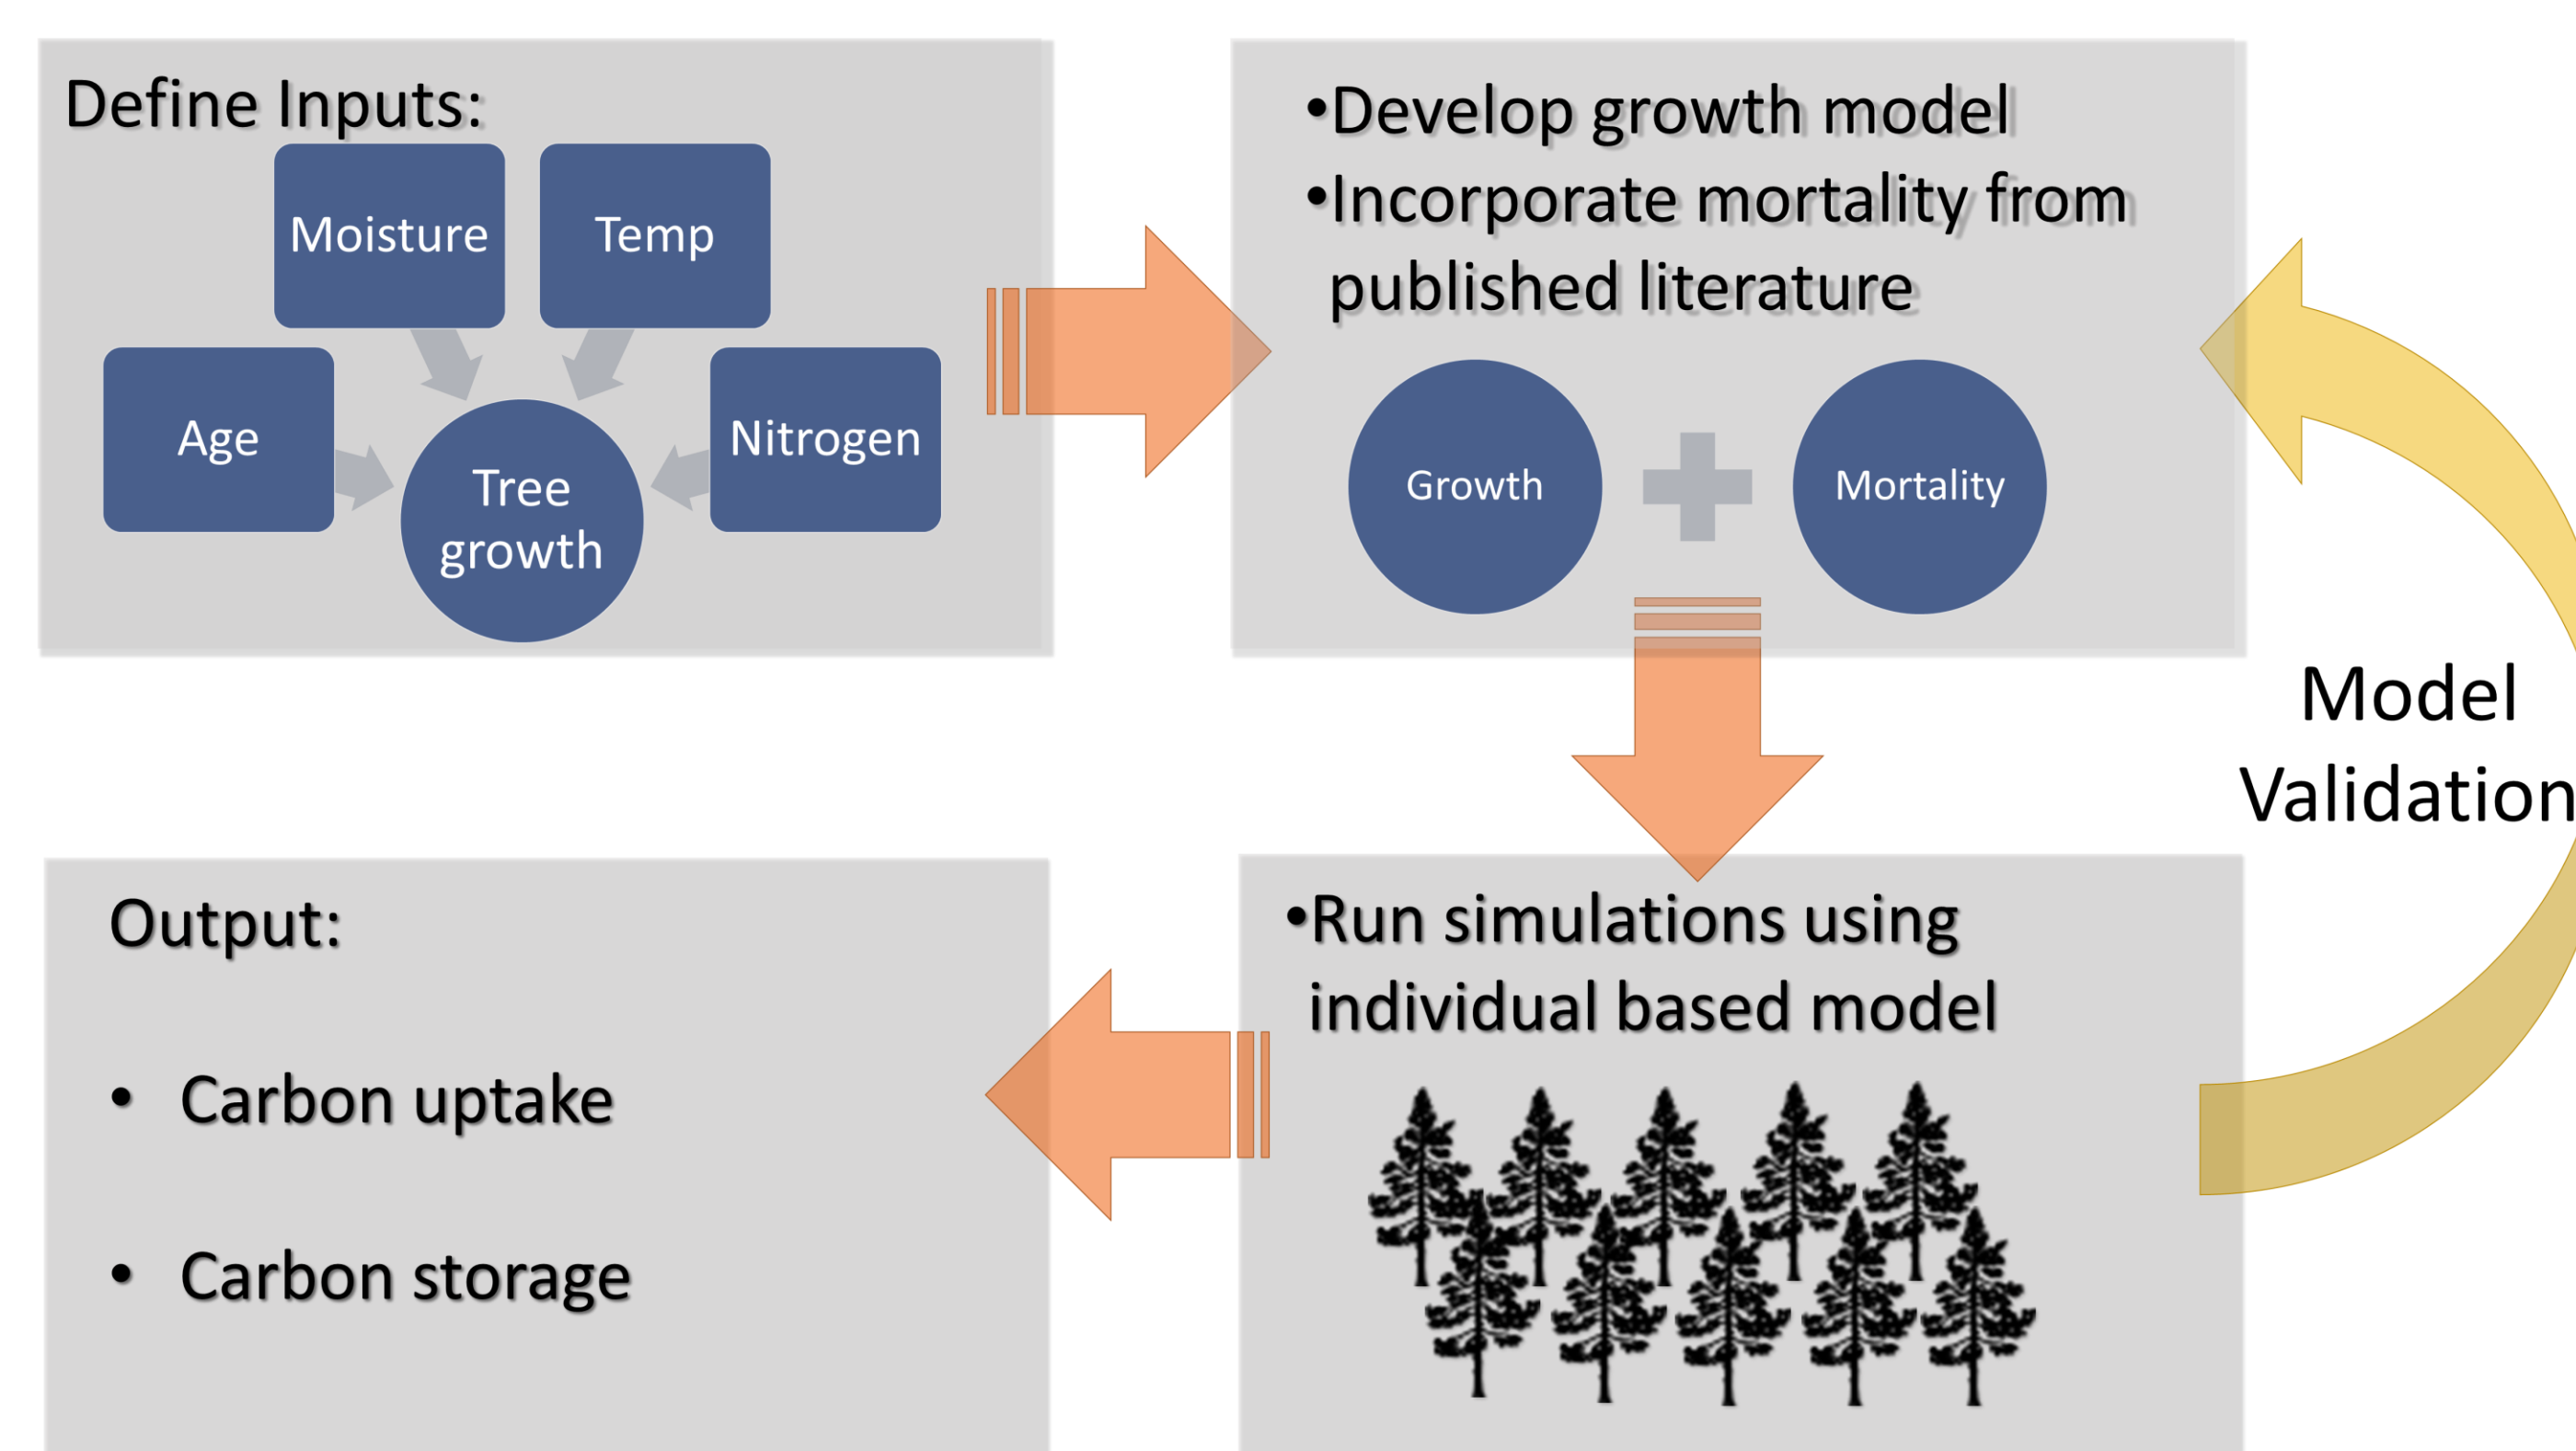 Define Inputs:
Moisture
Temp
Age
Nitrogen
Tree
growth
•Develop growth model
•Incorporate mortality from
published literature
Growth
Mortality
Model
Validation
•Run simulations using
individual based model
Output:
• Carbon uptake
• Carbon storage